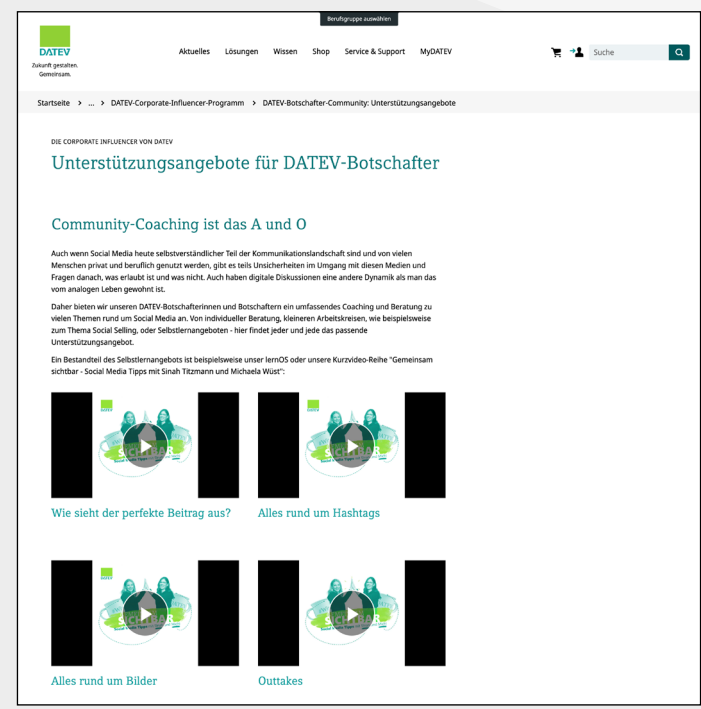 Berufsgruppe auswählen
DATEV
Zukunft gestalten.
Gemeinsam.
Aktuelles Lösungen Wissen Shop Service & Support MyDATEV
Suche
Startseite > ... > DATEV-Corporate-Influencer-Programm > DATEV-Botschafter-Community: Unterstützungsangebote
DIE CORPORATE INFLUENCER VON DATEV
Unterstützungsangebote für DATEV-Botschafter
Community-Coaching ist das A und O
Auch wenn Social Media heute selbstverständlicher Teil der Kommunikationslandschaft sind und von vielen
Menschen privat und beruflich genutzt werden, gibt es teils Unsicherheiten im Umgang mit diesen Medien und
Fragen danach, was erlaubt ist und was nicht. Auch haben digitale Diskussionen eine andere Dynamik als man das
vom analogen Leben gewohnt ist.
Daher bieten wir unseren DATEV-Botschafterinnen und Botschaftern ein umfassendes Coaching und Beratung zu
vielen Themen rund um Social Media an. Von individueller Beratung, kleineren Arbeitskreisen, wie beispielsweise
zum Thema Social Selling, oder Selbstlernangeboten - hier findet jeder und jede das passende
Unterstützungsangebot.
Ein Bestandteil des Selbstlernangebots ist beispielsweise unser lernOS oder unsere Kurzvideo-Reihe "Gemeinsam
sichtbar - Social Media Tipps mit Sinah Titzmann und Michaela Wüst":
DATEV
SICHTBAR
DATEV
SICHTBAR
Wie sieht der perfekte Beitrag aus?
Alles rund um Hashtags
DATEV
SICHTBAR
SICHTBAR
Alles rund um Bilder
Outtakes